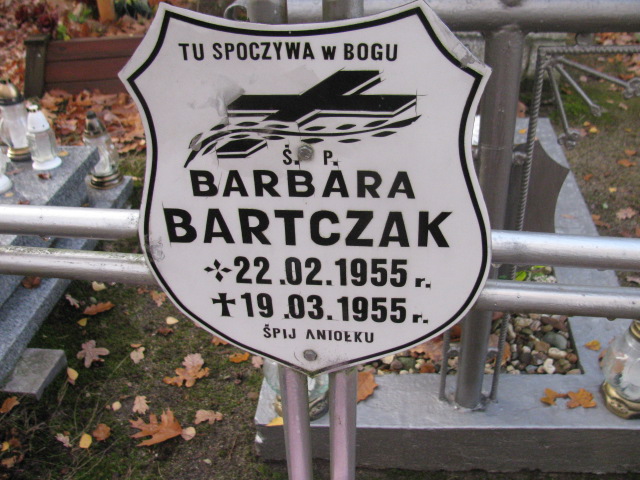 TU SPOCZYWA w BOGU
Ś. P.
BARBARA
BARTCZAK
22.02.1955 r.
19.03.1955 r.
ŚPIJ ANIOŁKU